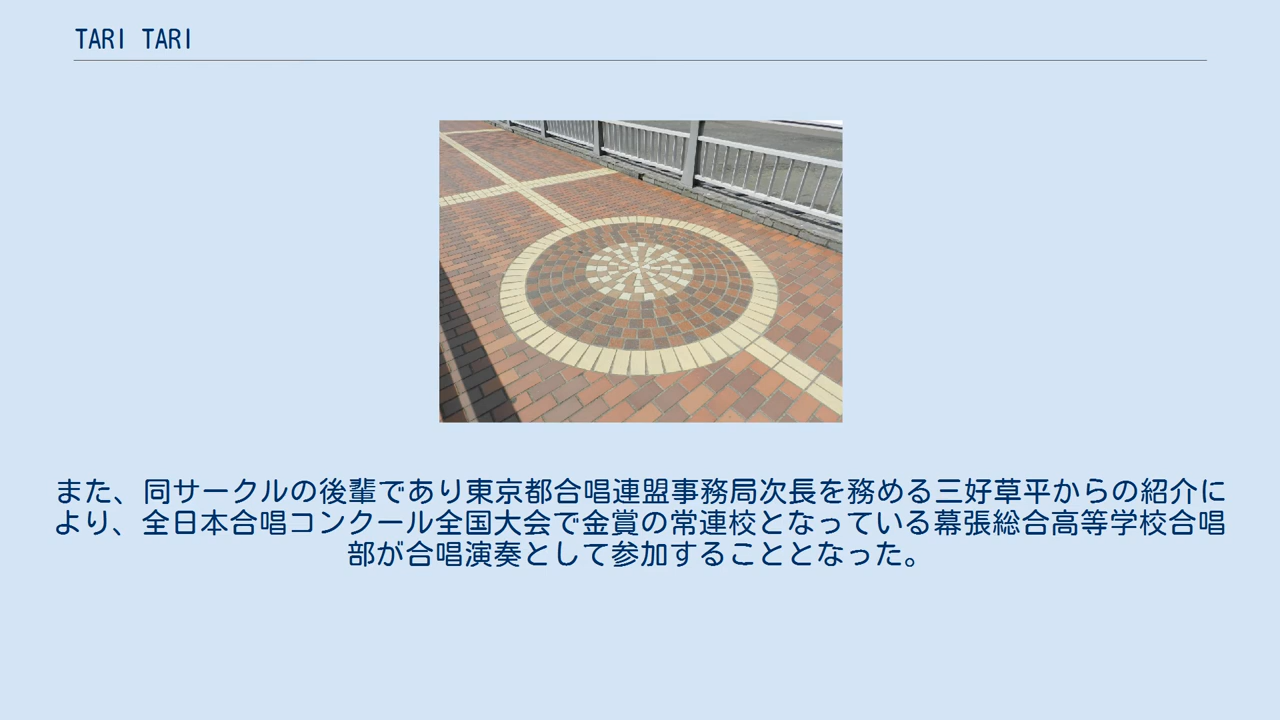 TARI TARI
また、同サークルの後輩であり東京都合唱連盟事務局次長を務める三好草平からの紹介に
より、全日本合唱コンクール全国大会で金賞の常連校となっている幕張総合高等学校合唱
部が合唱演奏として参加することとなった。